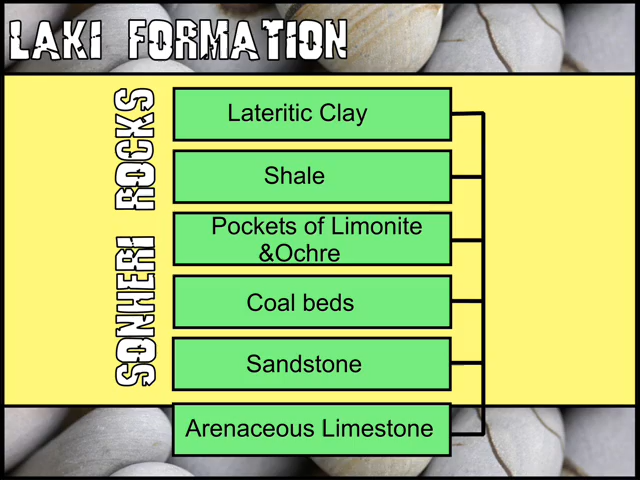 LAKI FORMATION
SONHERI ROCKS
Lateritic Clay
Shale
Pockets of Limonite
&Ochre
Coal beds
Sandstone
Arenaceous Limestone